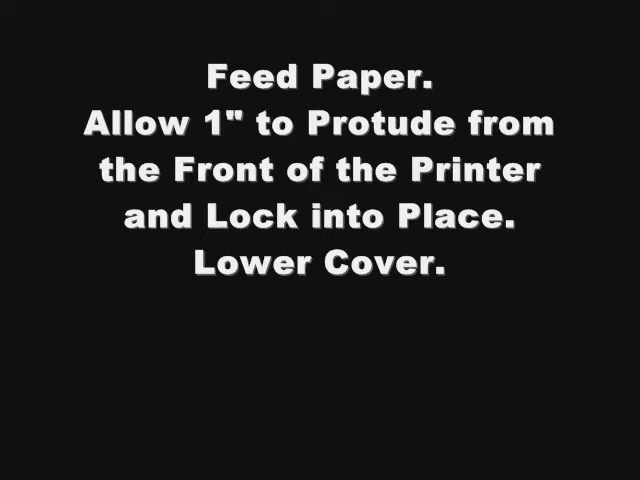 Feed Paper.
Allow 1" to Protude from
the Front of the Printer
and Lock into Place.
Lower Cover.